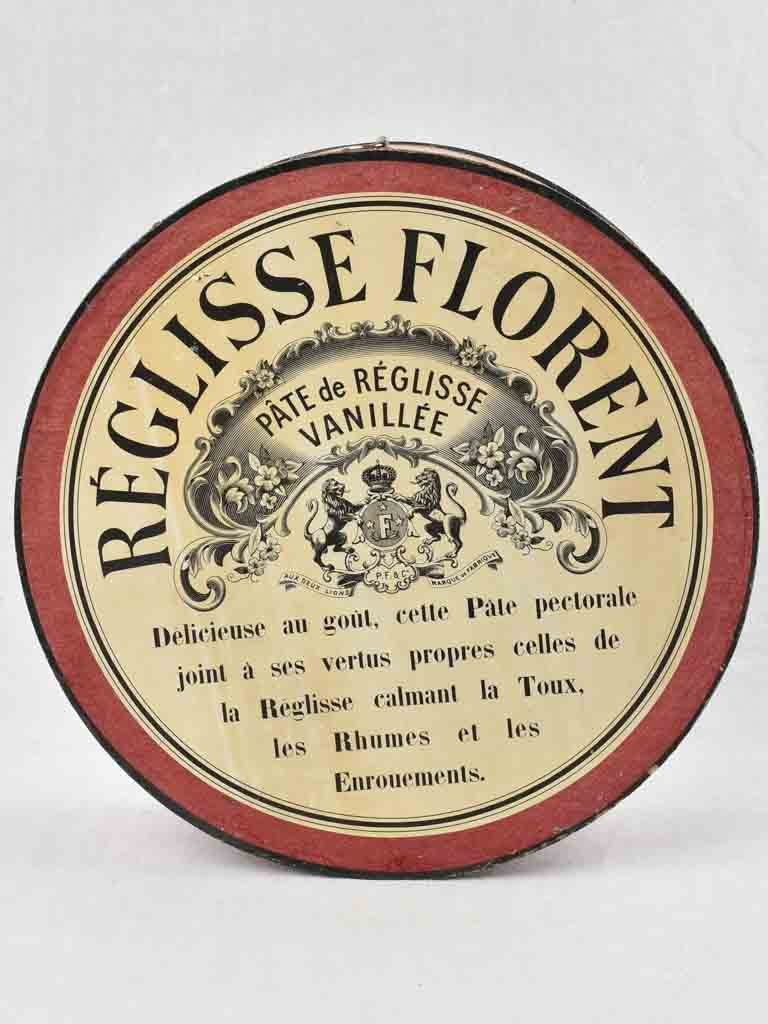 RÉGLISSE FLORENT
PÂTE de RÉGLISSE
VANILLÉE
F
AUX DEUX LIONS
P.F. & Cie
MARQUE DE FABRIQUE
Délicieuse au goût, cette Pâte pectorale
joint à ses vertus propres celles de
la Réglisse calmant la Toux,
les Rhumes et les
Enrouements.